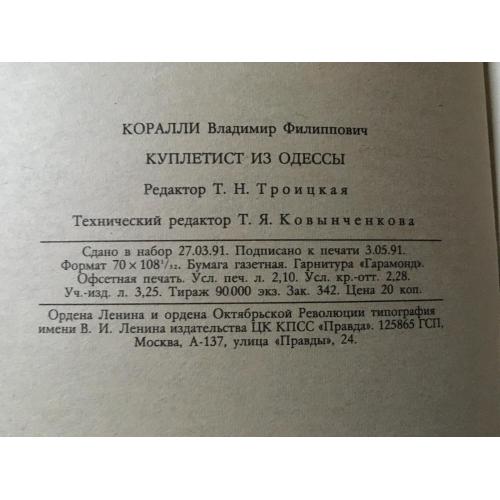 КОРАЛЛИ Владимир Филиппович
КУПЛЕТИСТ ИЗ ОДЕССЫ
Редактор Т. Н. Троицкая
Технический редактор Т. Я. Ковынченкова
Сдано в набор 27.03.91. Подписано к печати 3.05.91.
Формат 70×108¹/₃₂. Бумага газетная. Гарнитура «Гарамонд».
Офсетная печать. Усл. печ. л. 2,10. Усл. кр.-отт. 2,28.
Уч.-изд. л. 3,25. Тираж 90 000 экз. Зак. 342. Цена 20 коп.
Ордена Ленина и ордена Октябрьской Революции типография
имени В. И. Ленина издательства ЦК КПСС «Правда». 125865 ГСП,
Москва, А-137, улица «Правды», 24.